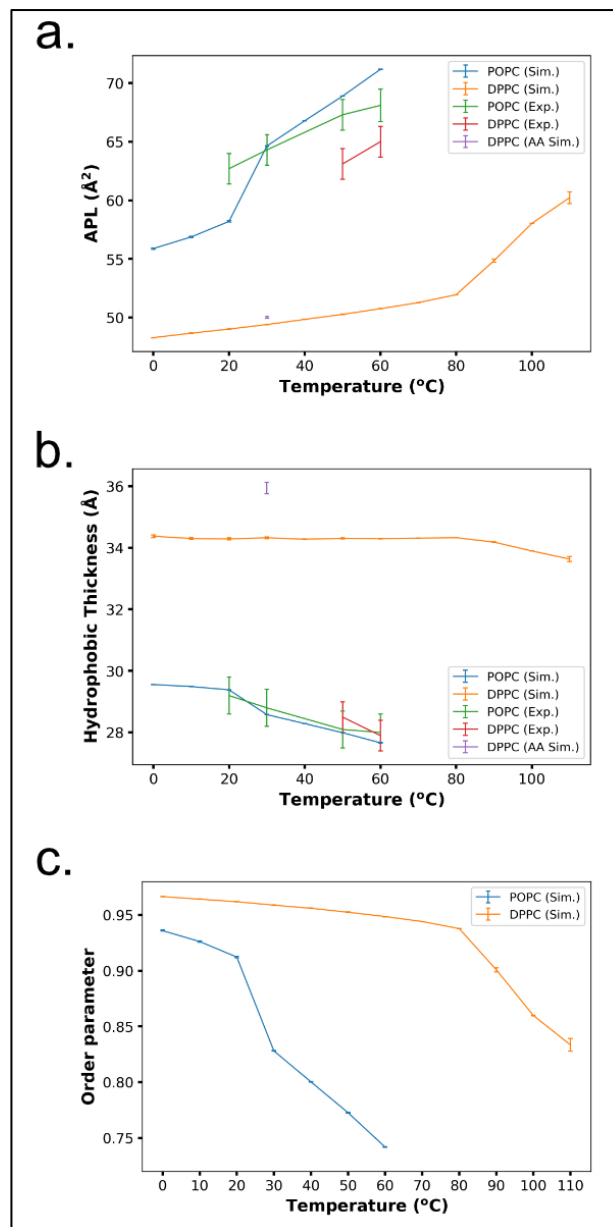 a.
70
65
60
55
50
APL (Å²)
POPC (Sim.)
DPPC (Sim.)
POPC (Exp.)
DPPC (Exp.)
DPPC (AA Sim.)
0 20 40 60 80 100
Temperature (⁰C)
b.
36
34
32
30
28
Hydrophobic Thickness (Å)
POPC (Sim.)
DPPC (Sim.)
POPC (Exp.)
DPPC (Exp.)
DPPC (AA Sim.)
0 20 40 60 80 100
Temperature (⁰C)
c.
0.95
0.90
0.85
0.80
0.75
Order parameter
POPC (Sim.)
DPPC (Sim.)
0 10 20 30 40 50 60 70 80 90 100 110
Temperature (⁰C)